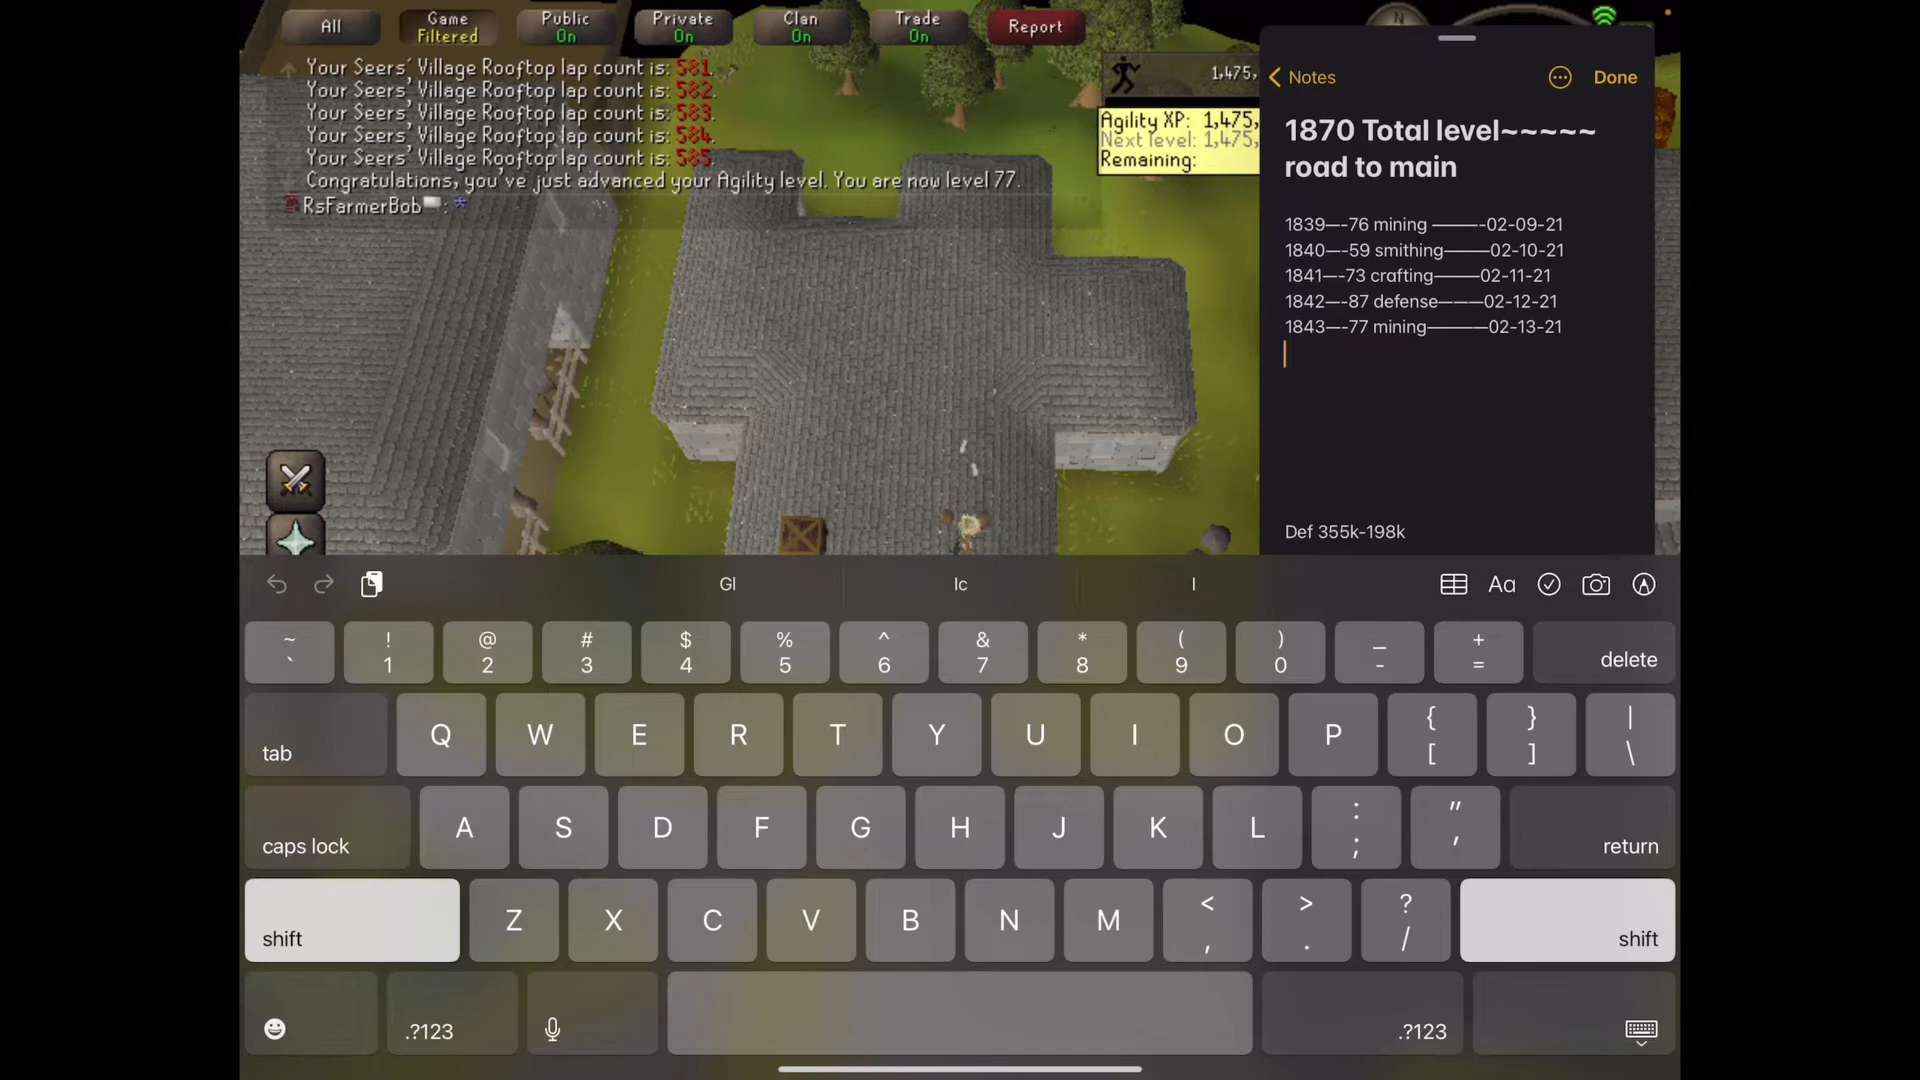 All
Game
Filtered
Public
On
Private
On
Clan
On
Trade
On
Report
Your Seers' Village Rooftop lap count is: 581.
Your Seers' Village Rooftop lap count is: 582.
Your Seers' Village Rooftop lap count is: 583.
Your Seers' Village Rooftop lap count is: 584.
Your Seers' Village Rooftop lap count is: 585.
Congratulations, you've just advanced your Agility level. You are now level 77.
RsFarmerBob: *
N
1,475,
Agility XP: 1,475,
Next level: 1,475,
Remaining:
Notes
Done
1870 Total level~~~~~
road to main
1839—-76 mining ———-02-09-21
1840—-59 smithing———02-10-21
1841—-73 crafting———02-11-21
1842—-87 defense———02-12-21
1843—-77 mining————02-13-21
Def 355k-198k
GI
Ic
I
Aa
~ ! @ # $ % ^ & * ( ) _ +
` 1 2 3 4 5 6 7 8 9 0 - = delete
tab Q W E R T Y U I O P { [ } ] | \
caps lock A S D F G H J K L : ; " ' return
shift Z X C V B N M < , > . ? / shift
.?123 .?123